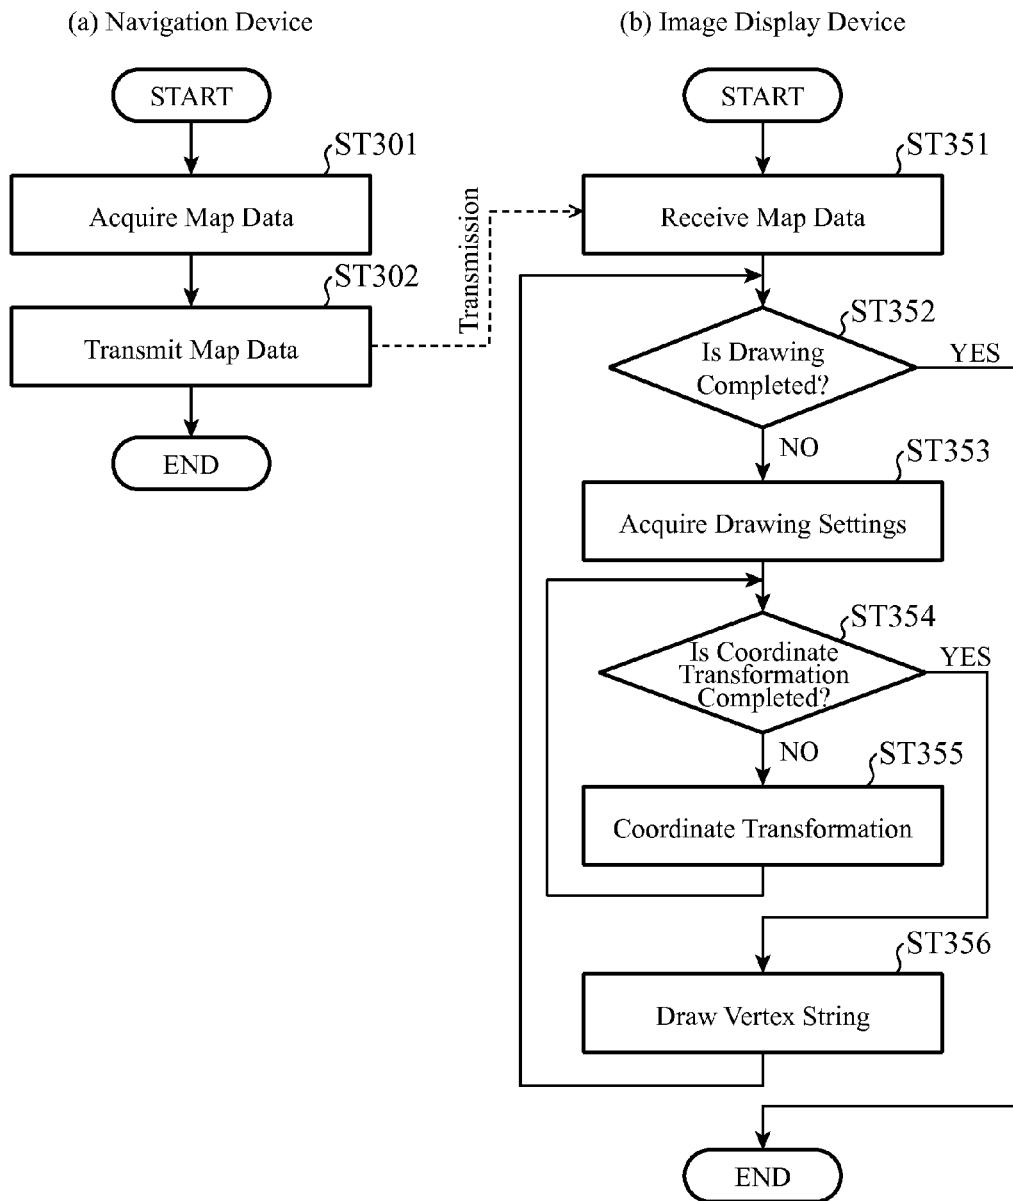 (a) Navigation Device
START
ST301
Acquire Map Data
ST302
Transmit Map Data
END
Transmission
(b) Image Display Device
START
ST351
Receive Map Data
ST352
Is Drawing
Completed?
YES
NO
ST353
Acquire Drawing Settings
ST354
Is Coordinate
Transformation
Completed?
YES
NO
ST355
Coordinate Transformation
ST356
Draw Vertex String
END